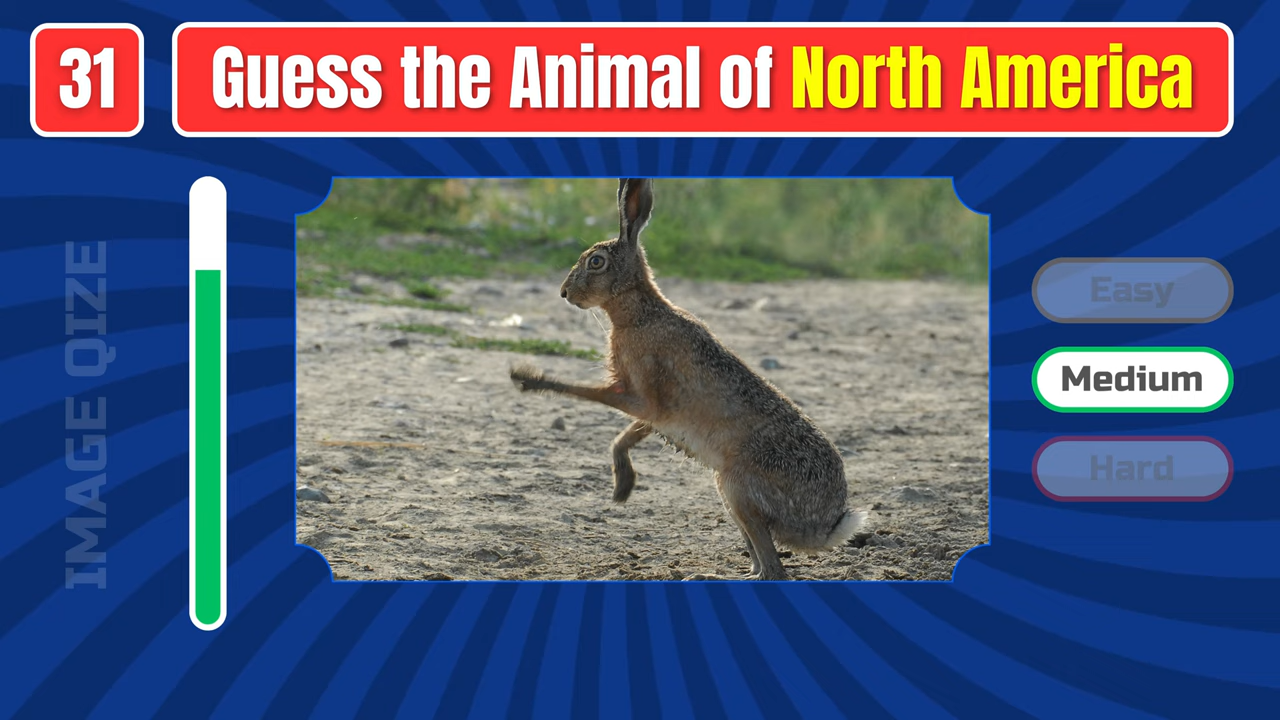 31
Guess the Animal of North America
IMAGE QIZE
Easy
Medium
Hard